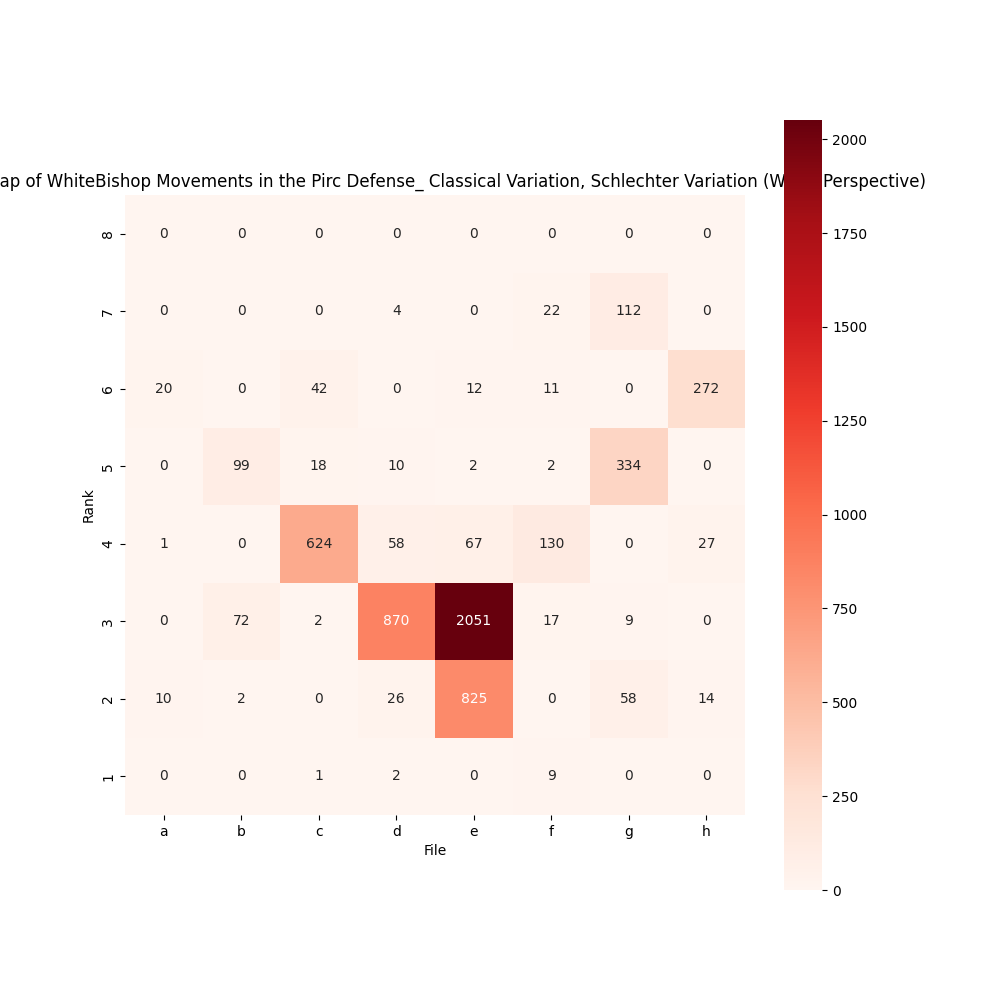 ap of WhiteBishop Movements in the Pirc Defense_ Classical Variation, Schlechter Variation (W Perspective)
8 0 0 0 0 0 0 0 0
7 0 0 0 4 0 22 112 0
6 20 0 42 0 12 11 0 272
5 0 99 18 10 2 2 334 0
4 1 0 624 58 67 130 0 27
3 0 72 2 870 2051 17 9 0
2 10 2 0 26 825 0 58 14
1 0 0 1 2 0 9 0 0
a b c d e f g h
File
Rank
2000
1750
1500
1250
1000
750
500
250
0